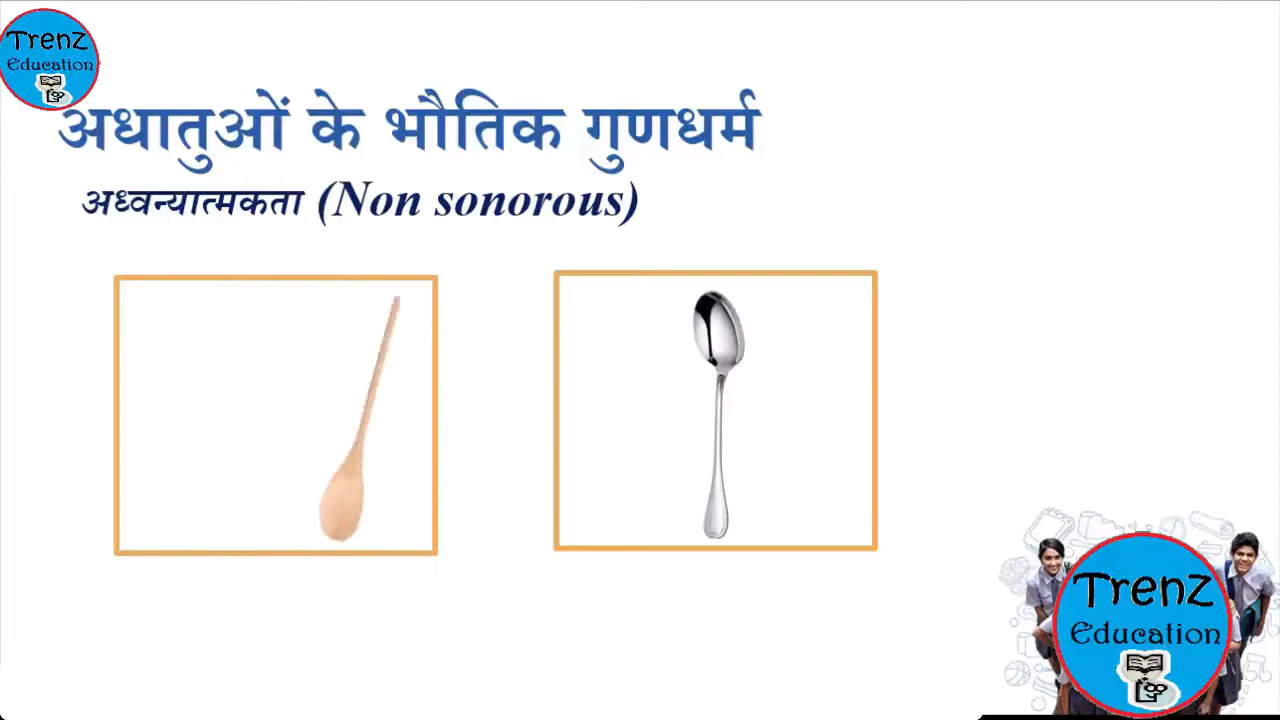 Trenz
Education
अधातुओं के भौतिक गुणधर्म
अध्वन्यात्मकता (Non sonorous)
Trenz
Education